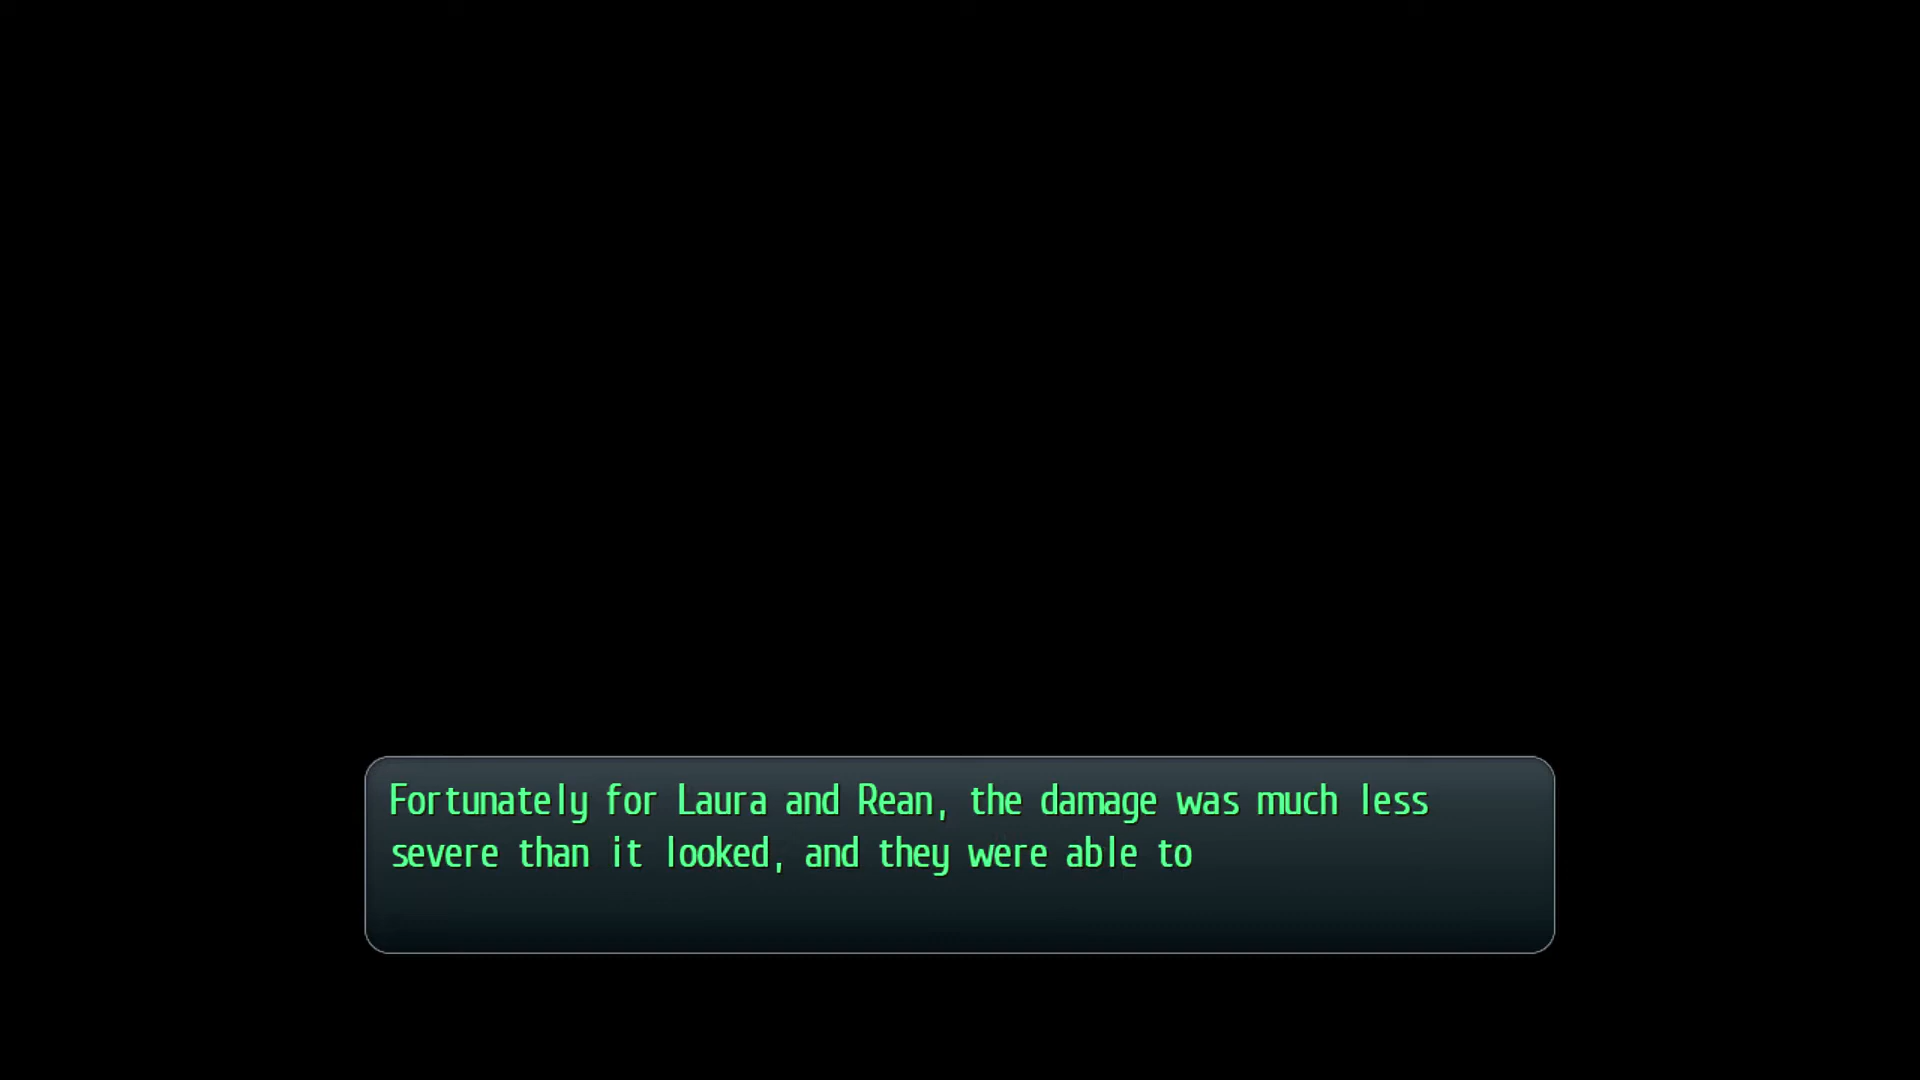 Fortunately for Laura and Rean, the damage was much less
severe than it looked, and they were able to